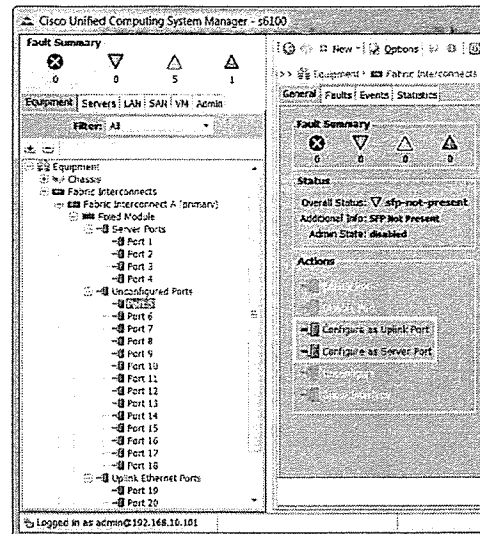 Cisco Unified Computing System Manager - s6100
Fault Summary
0 0 5 1
New Options
>> Equipment Fabric Interconnects
Equipment Servers LAN SAN VM Admin
General Faults Events Statistics
Filter: All
Fault Summary
0 0 0 0
Equipment
Chassis
Fabric Interconnects
Fabric Interconnect A (primary)
Fixed Module
Server Ports
Port 1
Port 2
Port 3
Port 4
Unconfigured Ports
Port 6
Port 7
Port 8
Port 9
Port 10
Port 11
Port 12
Port 13
Port 14
Port 15
Port 16
Port 17
Port 18
Uplink Ethernet Ports
Port 19
Port 20
Status
Overall Status: sfp-not-present
Additional Info: SFP Not Present
Admin State: disabled
Actions
Configure as Uplink Port
Configure as Server Port
Logged in as admin@192.168.10.101